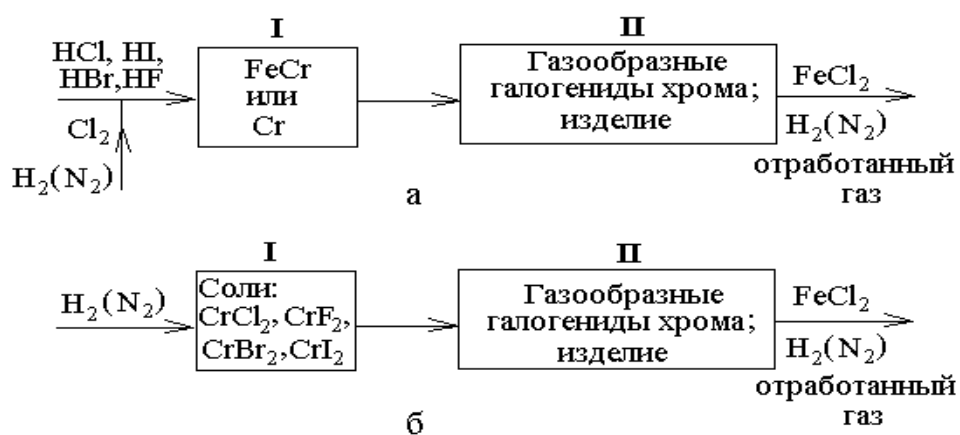 I
II
HCl, HI,
HBr,HF
Cl₂
H₂(N₂)
FeCr
или
Cr
Газообразные
галогениды хрома;
изделие
FeCl₂
H₂(N₂)
отработанный
газ
а
I
II
H₂(N₂)
Соли:
CrCl₂, CrF₂,
CrBr₂,CrI₂
Газообразные
галогениды хрома;
изделие
FeCl₂
H₂(N₂)
отработанный
газ
б